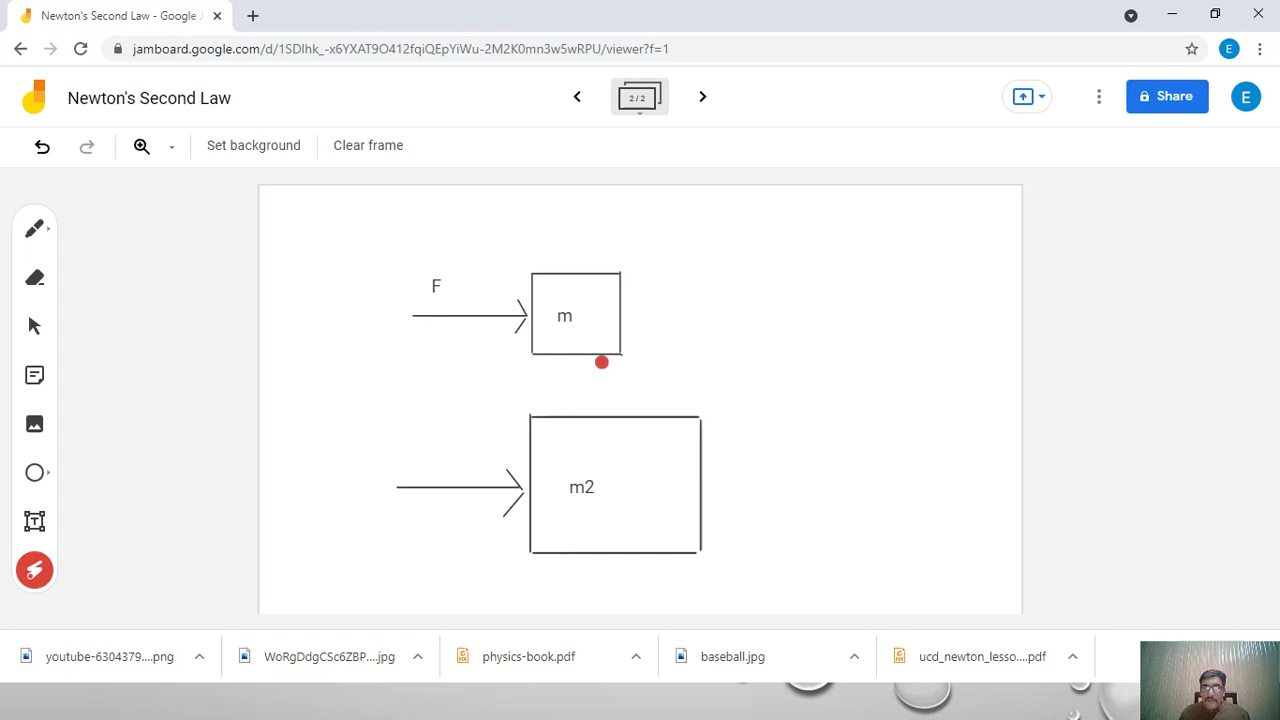 Newton's Second Law - Google J
jamboard.google.com/d/1SDlhk_-x6YXAT9O412fqiQEpYiWu-2M2K0mn3w5wRPU/viewer?f=1
E
Newton's Second Law
2 / 2
Share
E
Set background
Clear frame
F
m
m2
youtube-6304379....png
WoRgDdgCSc6ZBP....jpg
physics-book.pdf
baseball.jpg
ucd_newton_lesso....pdf